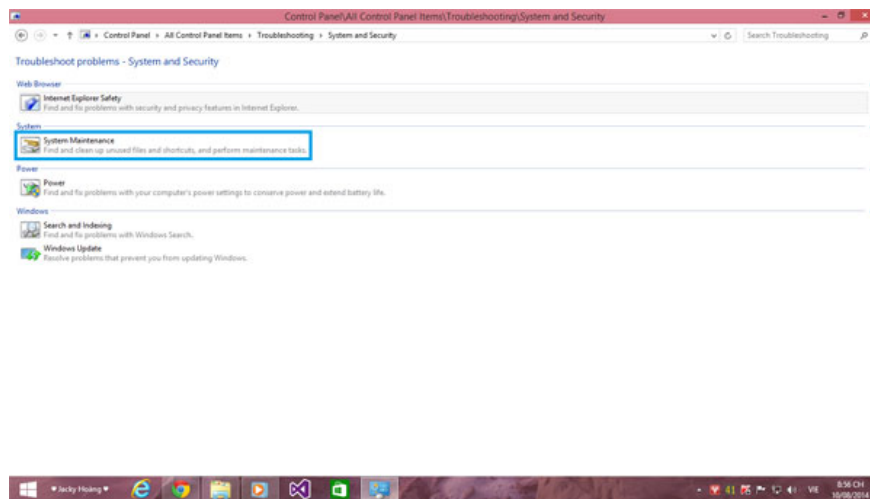 Control Panel\All Control Panel Items\Troubleshooting\System and Security
Control Panel ▸ All Control Panel Items ▸ Troubleshooting ▸ System and Security
Search Troubleshooting
Troubleshoot problems - System and Security
Web Browser
Internet Explorer Safety
Find and fix problems with security and privacy features in Internet Explorer.
System
System Maintenance
Find and clean up unused files and shortcuts, and perform maintenance tasks.
Power
Power
Find and fix problems with your computer's power settings to conserve power and extend battery life.
Windows
Search and Indexing
Find and fix problems with Windows Search.
Windows Update
Resolve problems that prevent you from updating Windows.
♥ Jacky Hoàng ♥
41
VIE
8:56 CH
10/08/2014